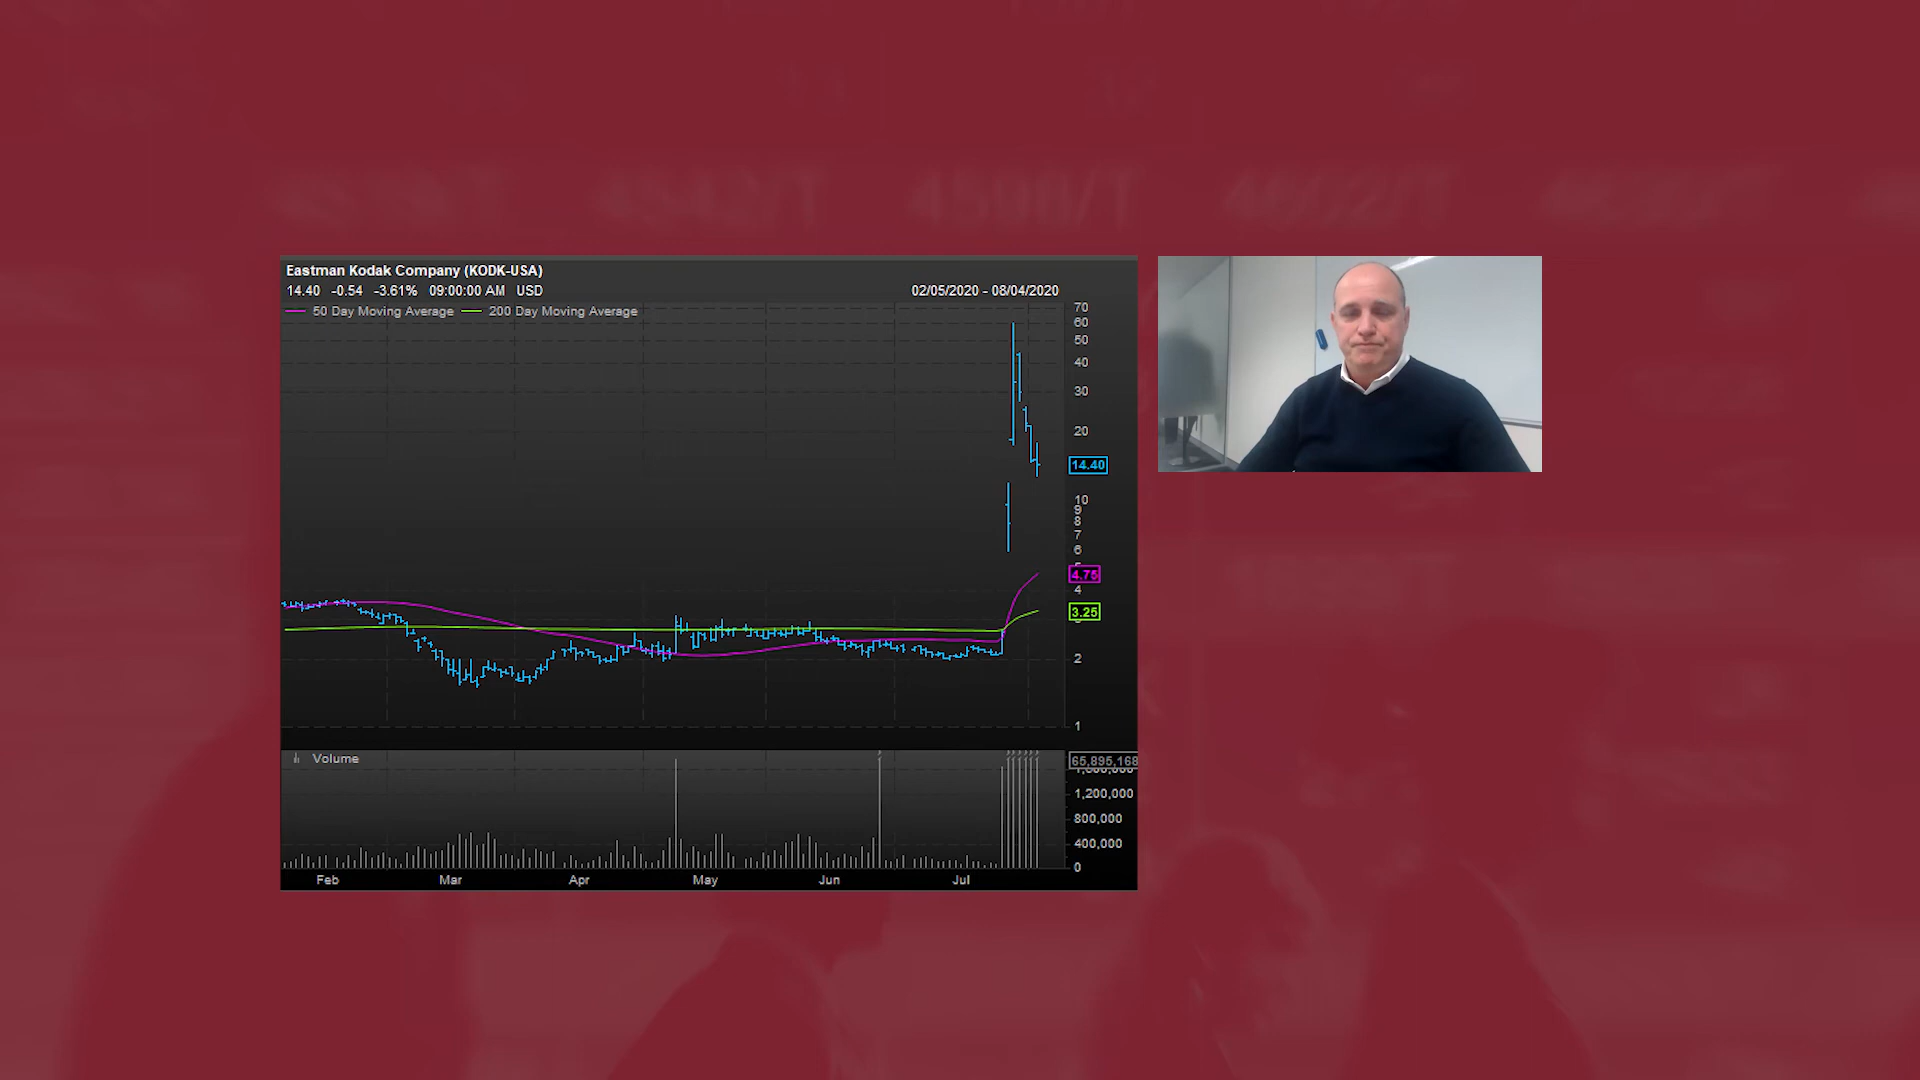 4542/T
4500/T
Eastman Kodak Company (KODK-USA)
14.40 -0.54 -3.61% 09:00:00 AM USD
02/05/2020 - 08/04/2020
50 Day Moving Average
200 Day Moving Average
70
60
50
40
30
20
14.40
10
9
8
7
6
4.75
4
3.25
2
1
Volume
65,895,168
1,200,000
800,000
400,000
0
Feb Mar Apr May Jun Jul